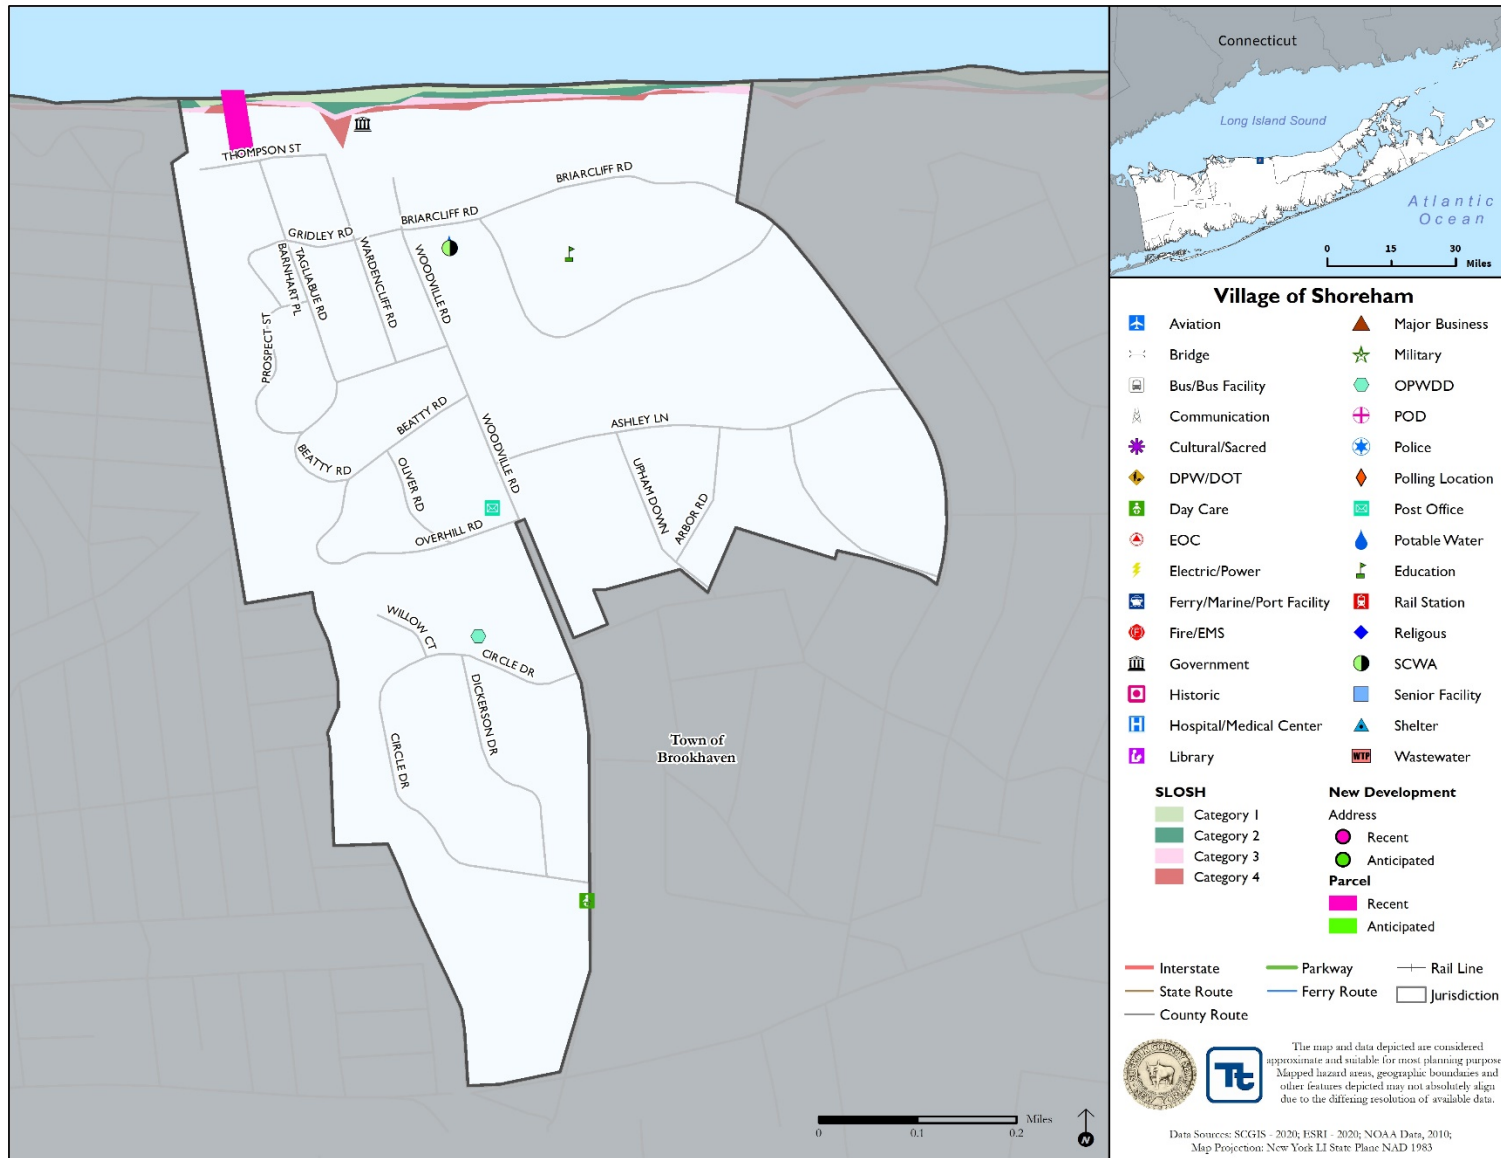 THOMPSON ST
BRIARCLIFF RD
BRIARCLIFF RD
GRIDLEY RD
TAGLIABUE RD
BARNHART PL
WARDENCLIFF RD
WOODVILLE RD
PROSPECT ST
BEATTY RD
BEATTY RD
OLIVER RD
WOODVILLE RD
ASHLEY LN
UPHAM DOWN
ARBOR RD
OVERHILL RD
WILLOW CT
CIRCLE DR
DICKERSON DR
CIRCLE DR
Town of
Brookhaven
0 0.1 0.2
Miles
N
Connecticut
Long Island Sound
Atlantic
Ocean
0 15 30
Miles
Village of Shoreham
Aviation
Bridge
Bus/Bus Facility
Communication
Cultural/Sacred
DPW/DOT
Day Care
EOC
Electric/Power
Ferry/Marine/Port Facility
Fire/EMS
Government
Historic
Hospital/Medical Center
Library
Major Business
Military
OPWDD
POD
Police
Polling Location
Post Office
Potable Water
Education
Rail Station
Religous
SCWA
Senior Facility
Shelter
WTP Wastewater
SLOSH
Category 1
Category 2
Category 3
Category 4
New Development
Address
Recent
Anticipated
Parcel
Recent
Anticipated
Interstate
State Route
County Route
Parkway
Ferry Route
Rail Line
Jurisdiction
Tt
The map and data depicted are considered
approximate and suitable for most planning purpose
Mapped hazard areas, geographic boundaries and
other features depicted may not absolutely align
due to the differing resolution of available data.
Data Sources: SCGIS - 2020; ESRI - 2020; NOAA Data, 2010;
Map Projection: New York LI State Plane NAD 1983